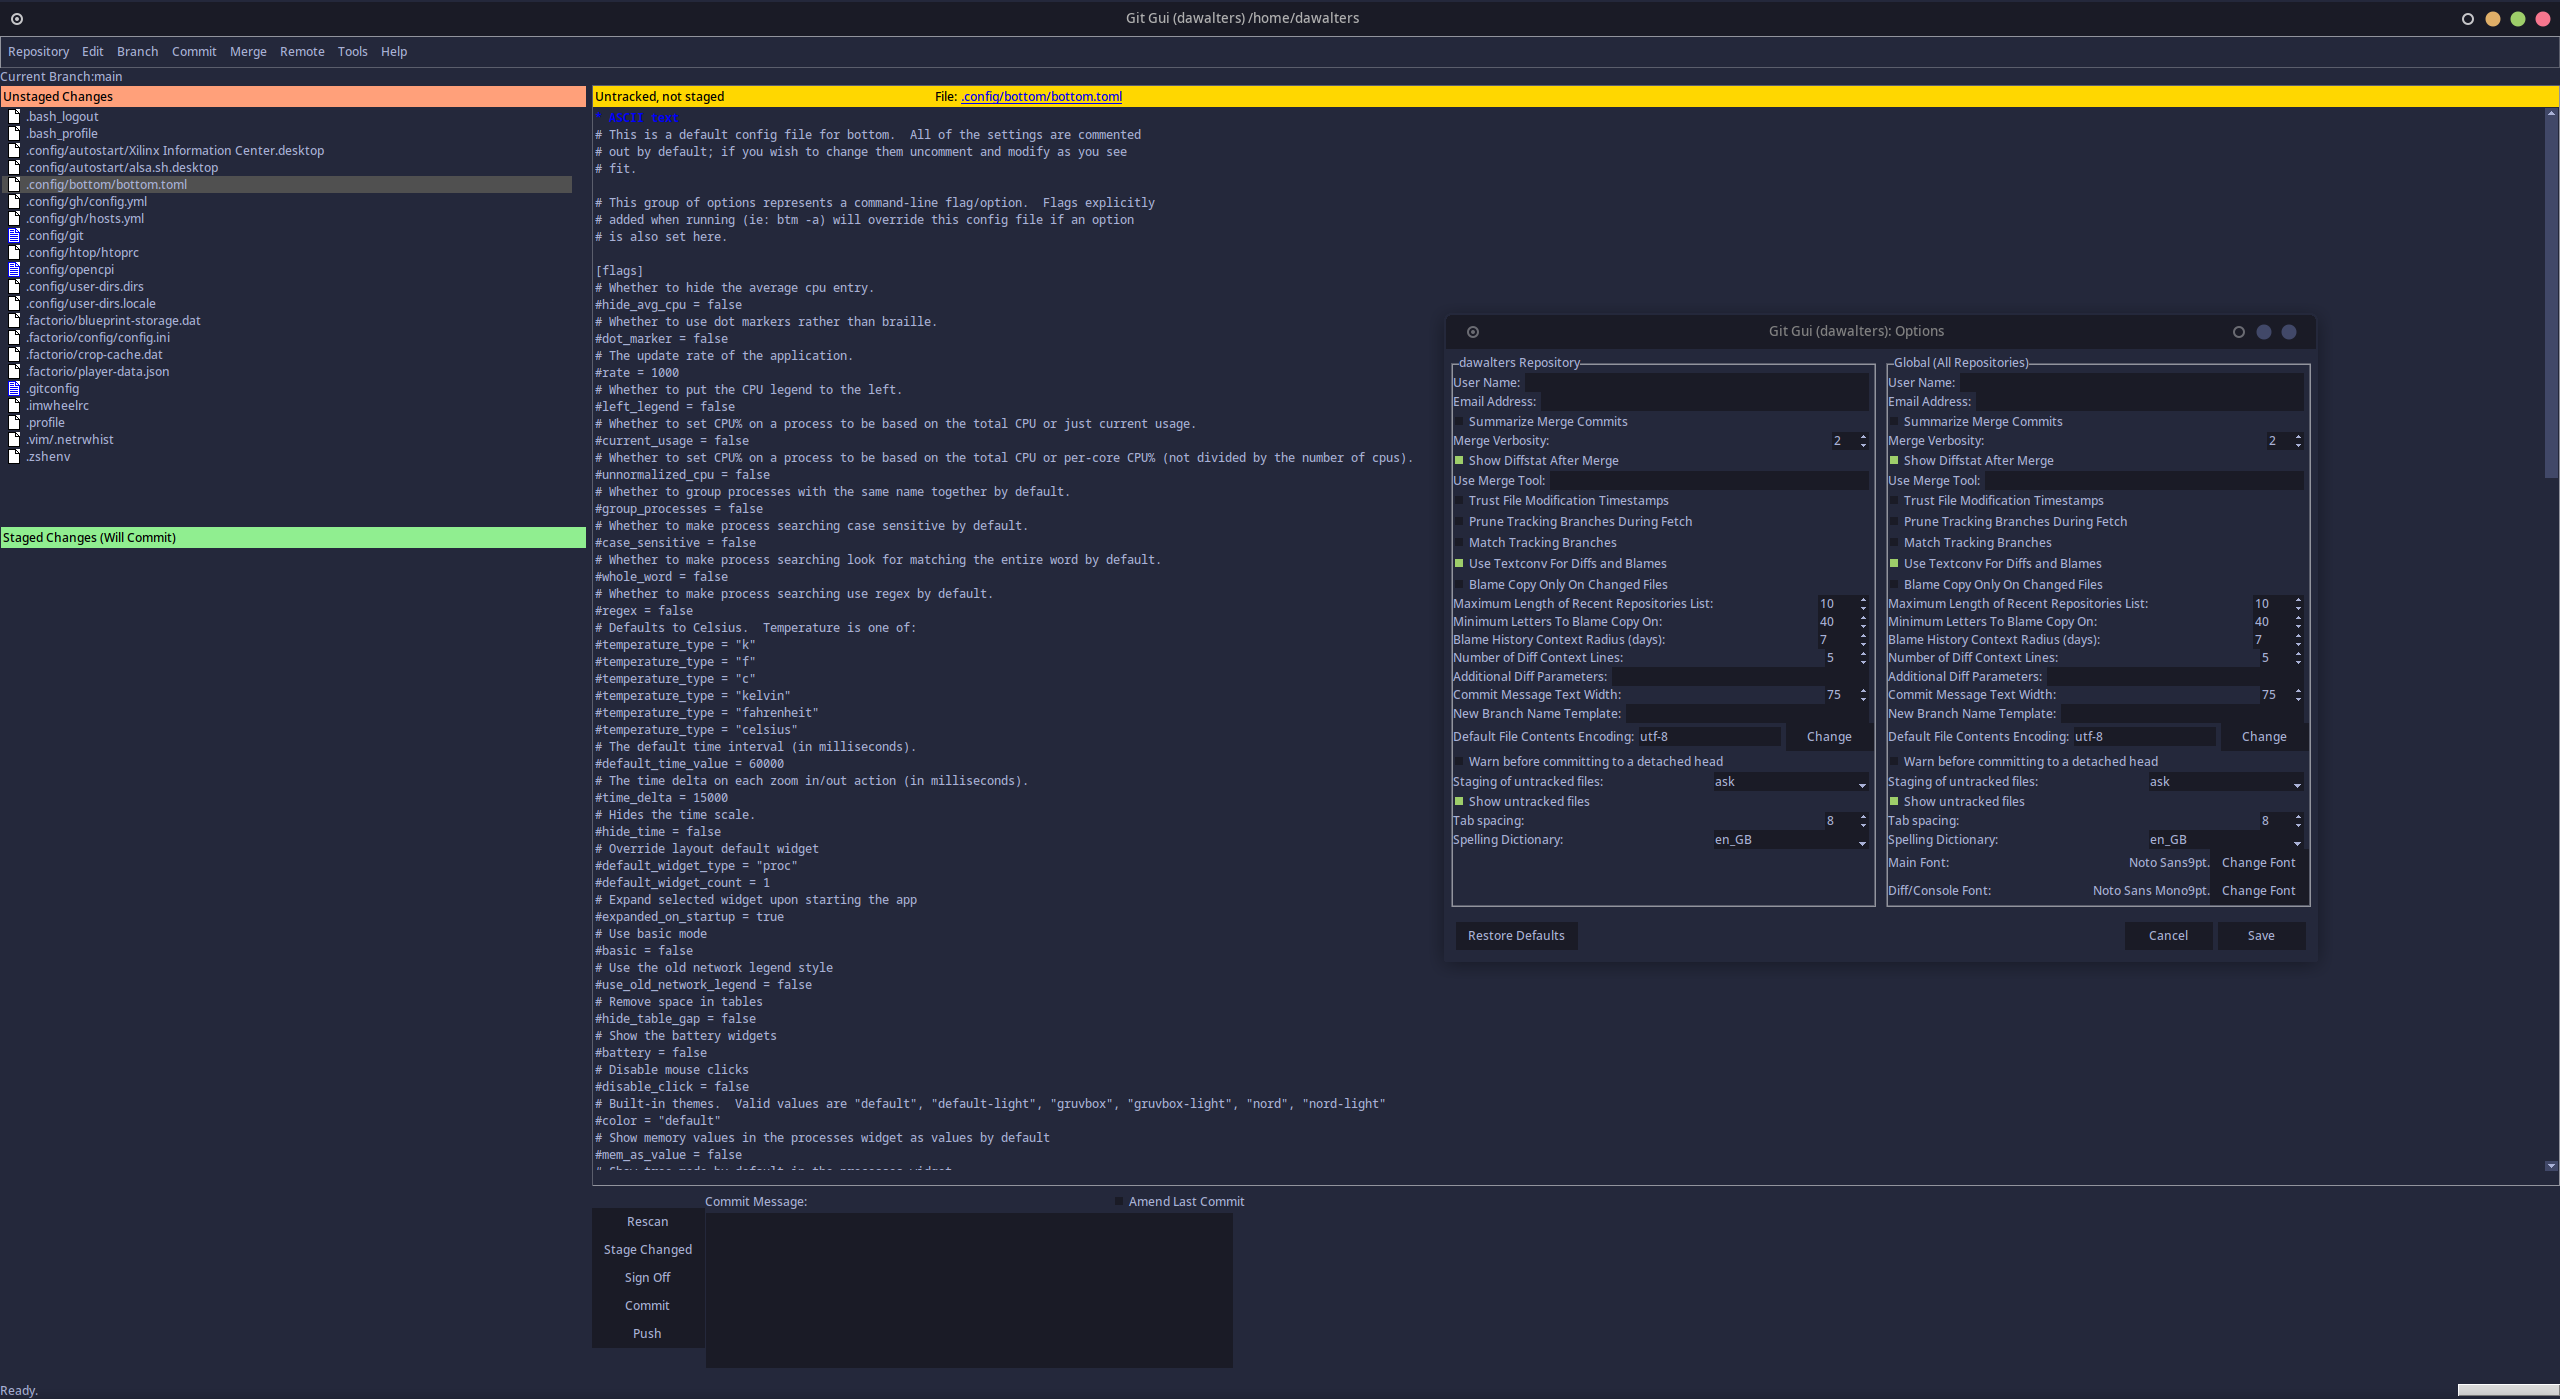 Git Gui (dawalters) /home/dawalters
Repository Edit Branch Commit Merge Remote Tools Help
Current Branch:main
Unstaged Changes
.bash_logout
.bash_profile
.config/autostart/Xilinx Information Center.desktop
.config/autostart/alsa.sh.desktop
.config/bottom/bottom.toml
.config/gh/config.yml
.config/gh/hosts.yml
.config/git
.config/htop/htoprc
.config/opencpi
.config/user-dirs.dirs
.config/user-dirs.locale
.factorio/blueprint-storage.dat
.factorio/config/config.ini
.factorio/crop-cache.dat
.factorio/player-data.json
.gitconfig
.imwheelrc
.profile
.vim/.netrwhist
.zshenv
Staged Changes (Will Commit)
Untracked, not staged File: .config/bottom/bottom.toml
* ASCII text
# This is a default config file for bottom.  All of the settings are commented
# out by default; if you wish to change them uncomment and modify as you see
# fit.
# This group of options represents a command-line flag/option.  Flags explicitly
# added when running (ie: btm -a) will override this config file if an option
# is also set here.
[flags]
# Whether to hide the average cpu entry.
#hide_avg_cpu = false
# Whether to use dot markers rather than braille.
#dot_marker = false
# The update rate of the application.
#rate = 1000
# Whether to put the CPU legend to the left.
#left_legend = false
# Whether to set CPU% on a process to be based on the total CPU or just current usage.
#current_usage = false
# Whether to set CPU% on a process to be based on the total CPU or per-core CPU% (not divided by the number of cpus).
#unnormalized_cpu = false
# Whether to group processes with the same name together by default.
#group_processes = false
# Whether to make process searching case sensitive by default.
#case_sensitive = false
# Whether to make process searching look for matching the entire word by default.
#whole_word = false
# Whether to make process searching use regex by default.
#regex = false
# Defaults to Celsius.  Temperature is one of:
#temperature_type = "k"
#temperature_type = "f"
#temperature_type = "c"
#temperature_type = "kelvin"
#temperature_type = "fahrenheit"
#temperature_type = "celsius"
# The default time interval (in milliseconds).
#default_time_value = 60000
# The time delta on each zoom in/out action (in milliseconds).
#time_delta = 15000
# Hides the time scale.
#hide_time = false
# Override layout default widget
#default_widget_type = "proc"
#default_widget_count = 1
# Expand selected widget upon starting the app
#expanded_on_startup = true
# Use basic mode
#basic = false
# Use the old network legend style
#use_old_network_legend = false
# Remove space in tables
#hide_table_gap = false
# Show the battery widgets
#battery = false
# Disable mouse clicks
#disable_click = false
# Built-in themes.  Valid values are "default", "default-light", "gruvbox", "gruvbox-light", "nord", "nord-light"
#color = "default"
# Show memory values in the processes widget as values by default
#mem_as_value = false
# Show tree mode by default in the processes widget
Git Gui (dawalters): Options
dawalters Repository
User Name:
Email Address:
Summarize Merge Commits
Merge Verbosity: 2
Show Diffstat After Merge
Use Merge Tool:
Trust File Modification Timestamps
Prune Tracking Branches During Fetch
Match Tracking Branches
Use Textconv For Diffs and Blames
Blame Copy Only On Changed Files
Maximum Length of Recent Repositories List: 10
Minimum Letters To Blame Copy On: 40
Blame History Context Radius (days): 7
Number of Diff Context Lines: 5
Additional Diff Parameters:
Commit Message Text Width: 75
New Branch Name Template:
Default File Contents Encoding: utf-8 Change
Warn before committing to a detached head
Staging of untracked files: ask
Show untracked files
Tab spacing: 8
Spelling Dictionary: en_GB
Global (All Repositories)
User Name:
Email Address:
Summarize Merge Commits
Merge Verbosity: 2
Show Diffstat After Merge
Use Merge Tool:
Trust File Modification Timestamps
Prune Tracking Branches During Fetch
Match Tracking Branches
Use Textconv For Diffs and Blames
Blame Copy Only On Changed Files
Maximum Length of Recent Repositories List: 10
Minimum Letters To Blame Copy On: 40
Blame History Context Radius (days): 7
Number of Diff Context Lines: 5
Additional Diff Parameters:
Commit Message Text Width: 75
New Branch Name Template:
Default File Contents Encoding: utf-8 Change
Warn before committing to a detached head
Staging of untracked files: ask
Show untracked files
Tab spacing: 8
Spelling Dictionary: en_GB
Main Font: Noto Sans9pt. Change Font
Diff/Console Font: Noto Sans Mono9pt. Change Font
Restore Defaults Cancel Save
Commit Message: Amend Last Commit
Rescan
Stage Changed
Sign Off
Commit
Push
Ready.